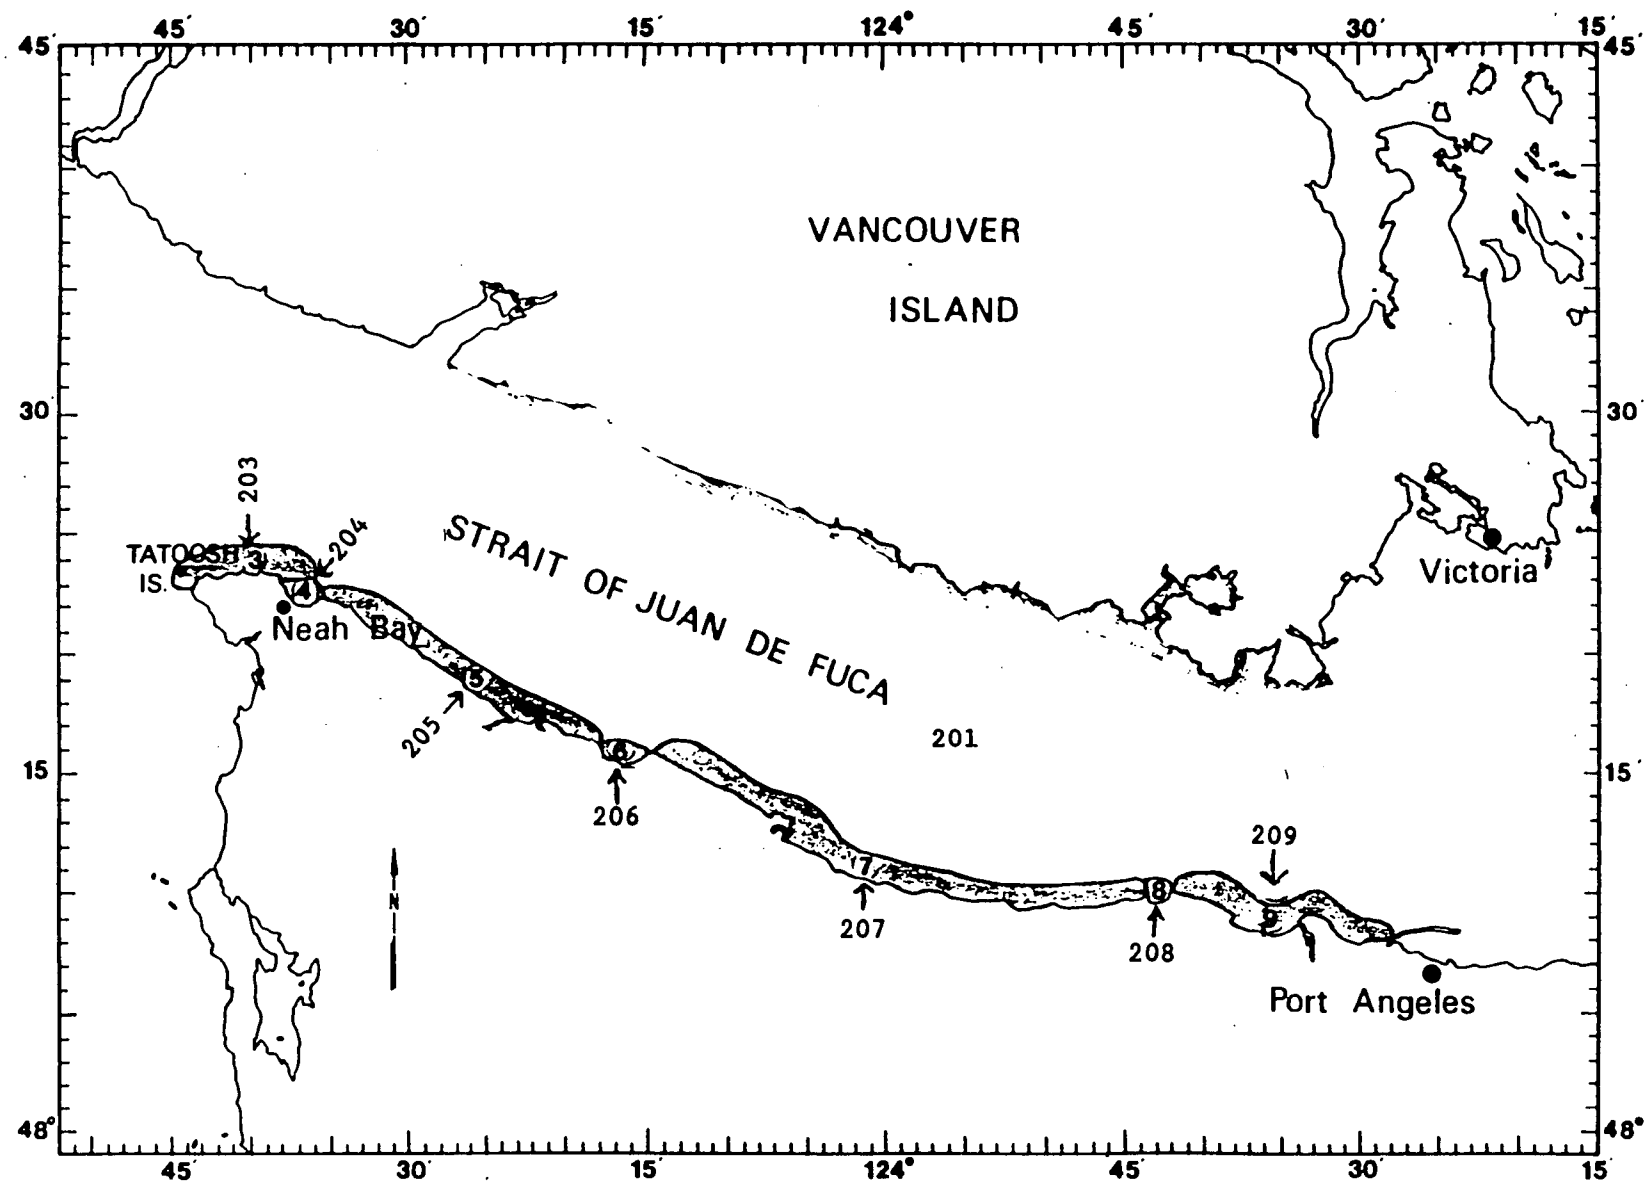 45′ 30′ 15′ 124° 45′ 30′ 15′
45′ 45′
VANCOUVER
ISLAND
30′ 30′
203
204
TATOOSH 3
IS.
4
Neah Bay
STRAIT OF JUAN DE FUCA
Victoria
5
205
201
6
15′ 15′
206
209
7
8
9
207
208
N
Port Angeles
48° 48°
45′ 30′ 15′ 124° 45′ 30′ 15′